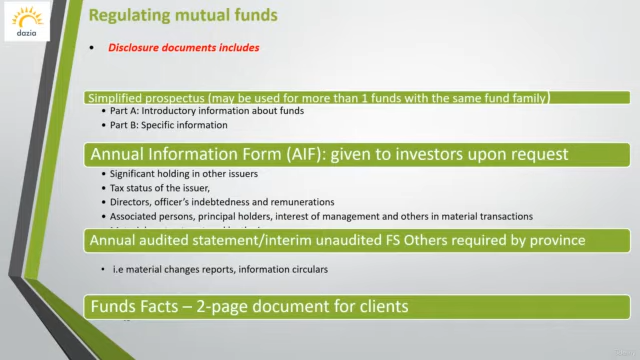 dazia
Regulating mutual funds
• Disclosure documents includes
Simplified prospectus (may be used for more than 1 funds with the same fund family)
• Part A: Introductory information about funds
• Part B: Specific information
Annual Information Form (AIF): given to investors upon request
• Significant holding in other issuers
• Tax status of the issuer,
• Directors, officer's indebtedness and remunerations
• Associated persons, principal holders, interest of management and others in material transactions
Annual audited statement/interim unaudited FS Others required by province
• i.e material changes reports, information circulars
Funds Facts – 2-page document for clients